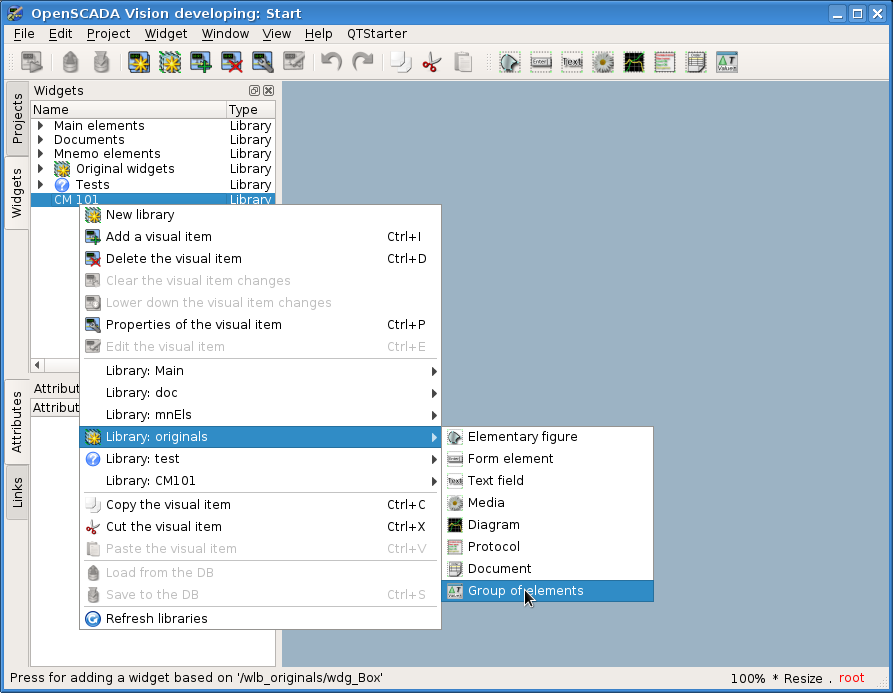 OpenSCADA Vision developing: Start
File Edit Project Widget Window View Help QTStarter
Projects
Widgets
Attributes
Links
Widgets
Name Type
Main elements Library
Documents Library
Mnemo elements Library
Original widgets Library
Tests Library
CM 101 Library
Attribut
Attribut
New library
Add a visual item Ctrl+I
Delete the visual item Ctrl+D
Clear the visual item changes
Lower down the visual item changes
Properties of the visual item Ctrl+P
Edit the visual item Ctrl+E
Library: Main
Library: doc
Library: mnEls
Library: originals
Library: test
Library: CM101
Copy the visual item Ctrl+C
Cut the visual item Ctrl+X
Paste the visual item Ctrl+V
Load from the DB
Save to the DB Ctrl+S
Refresh libraries
Elementary figure
Form element
Text field
Media
Diagram
Protocol
Document
Group of elements
Press for adding a widget based on '/wlb_originals/wdg_Box'
100% * Resize . root